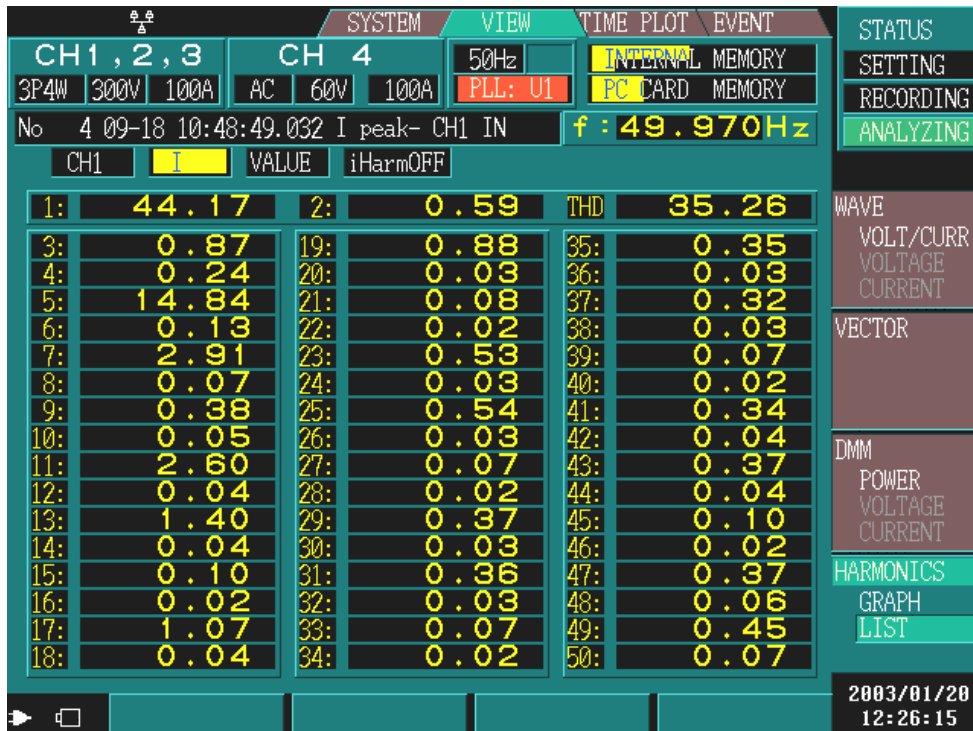 SYSTEM VIEW TIME PLOT EVENT STATUS
CH1,2,3 CH 4 50Hz INTERNAL MEMORY SETTING
3P4W 300V 100A AC 60V 100A PLL: U1 PC CARD MEMORY RECORDING
No 4 09-18 10:48:49.032 I peak- CH1 IN f:49.970Hz ANALYZING
CH1 I VALUE iHarmOFF
1: 44.17 2: 0.59 THD 35.26
3: 0.87 19: 0.88 35: 0.35
4: 0.24 20: 0.03 36: 0.03
5: 14.84 21: 0.08 37: 0.32
6: 0.13 22: 0.02 38: 0.03
7: 2.91 23: 0.53 39: 0.07
8: 0.07 24: 0.03 40: 0.02
9: 0.38 25: 0.54 41: 0.34
10: 0.05 26: 0.03 42: 0.04
11: 2.60 27: 0.07 43: 0.37
12: 0.04 28: 0.02 44: 0.04
13: 1.40 29: 0.37 45: 0.10
14: 0.04 30: 0.03 46: 0.02
15: 0.10 31: 0.36 47: 0.37
16: 0.02 32: 0.03 48: 0.06
17: 1.07 33: 0.07 49: 0.45
18: 0.04 34: 0.02 50: 0.07
WAVE
VOLT/CURR
VOLTAGE
CURRENT
VECTOR
DMM
POWER
VOLTAGE
CURRENT
HARMONICS
GRAPH
LIST
2003/01/20
12:26:15